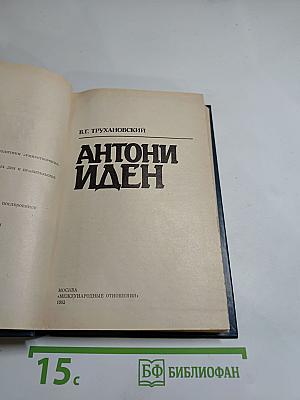 В.Г. ТРУХАНОВСКИЙ
АНТОНИ
ИДЕН
МОСКВА
«МЕЖДУНАРОДНЫЕ ОТНОШЕНИЯ»
1983
15с
БФ БИБЛИОФАН